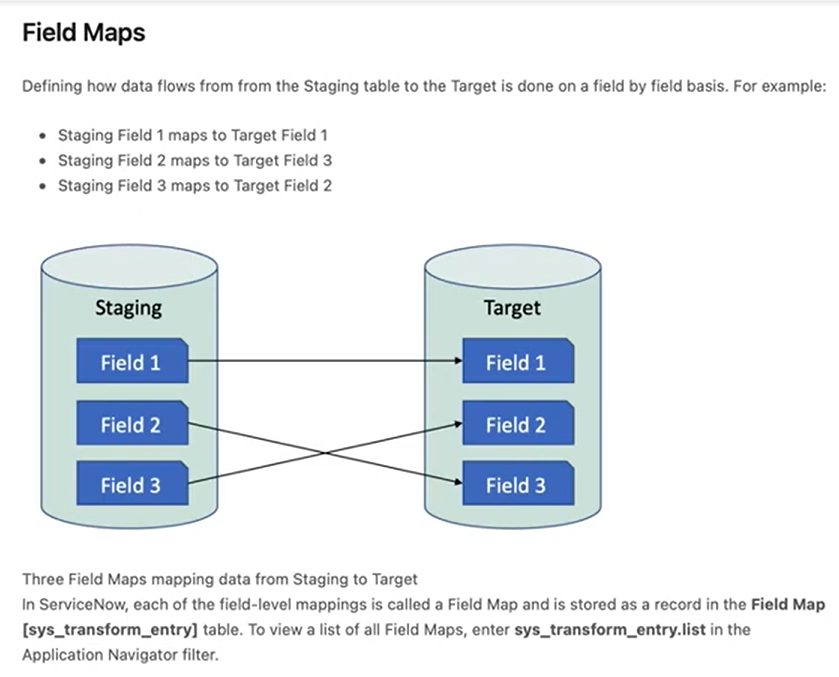 Field Maps
Defining how data flows from from the Staging table to the Target is done on a field by field basis. For example:
• Staging Field 1 maps to Target Field 1
• Staging Field 2 maps to Target Field 3
• Staging Field 3 maps to Target Field 2
Staging
Field 1
Field 2
Field 3
Target
Field 1
Field 2
Field 3
Three Field Maps mapping data from Staging to Target
In ServiceNow, each of the field-level mappings is called a Field Map and is stored as a record in the Field Map
[sys_transform_entry] table. To view a list of all Field Maps, enter sys_transform_entry.list in the
Application Navigator filter.